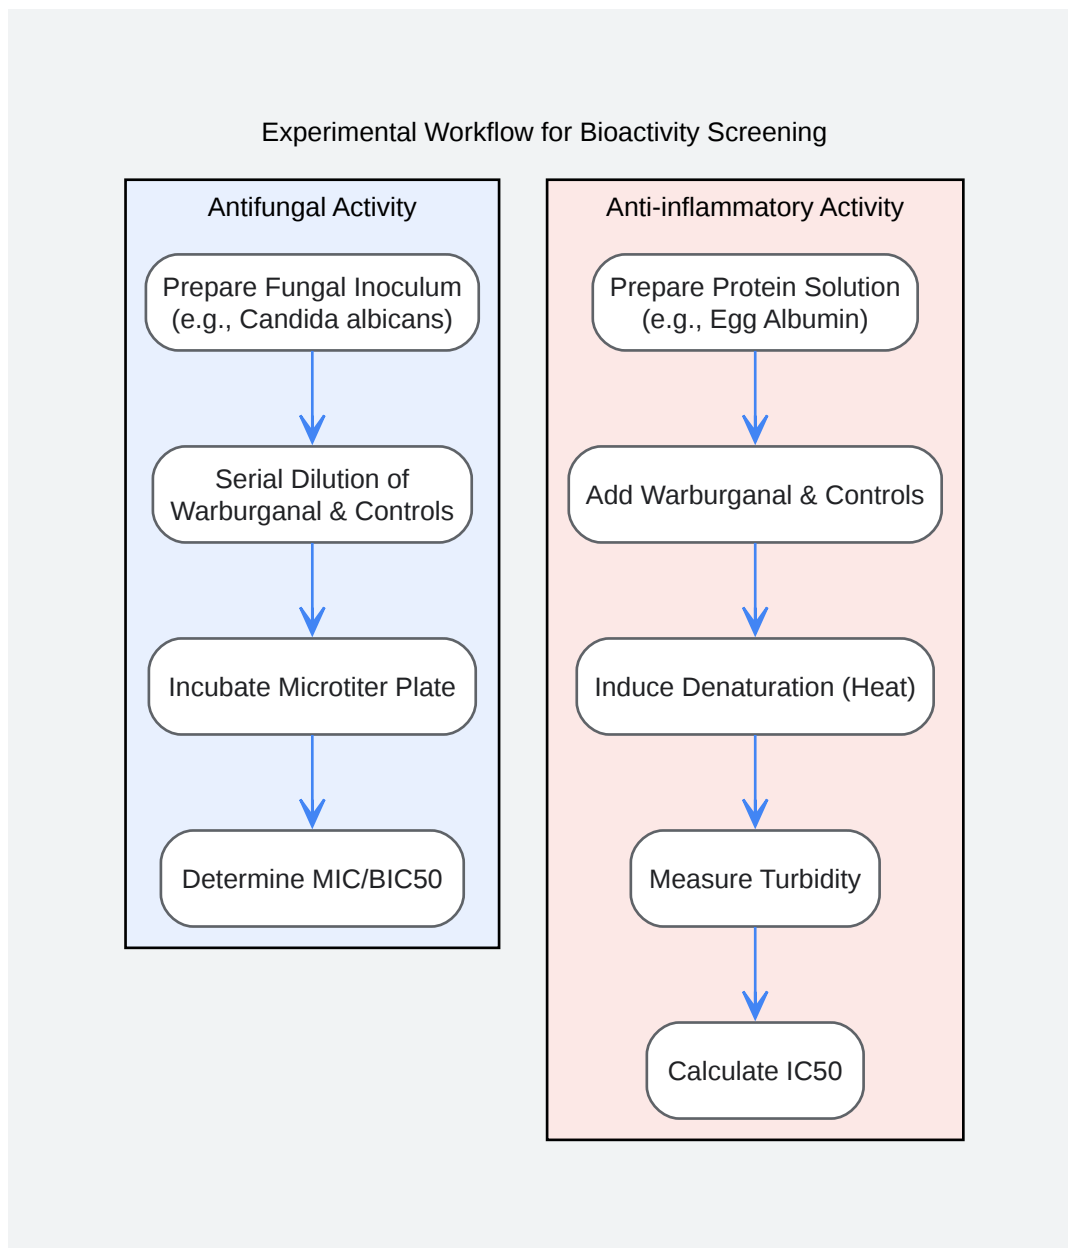 Experimental Workflow for Bioactivity Screening
Antifungal Activity
Prepare Fungal Inoculum
(e.g., Candida albicans)
Serial Dilution of
Warburganal & Controls
Incubate Microtiter Plate
Determine MIC/BIC50
Anti-inflammatory Activity
Prepare Protein Solution
(e.g., Egg Albumin)
Add Warburganal & Controls
Induce Denaturation (Heat)
Measure Turbidity
Calculate IC50